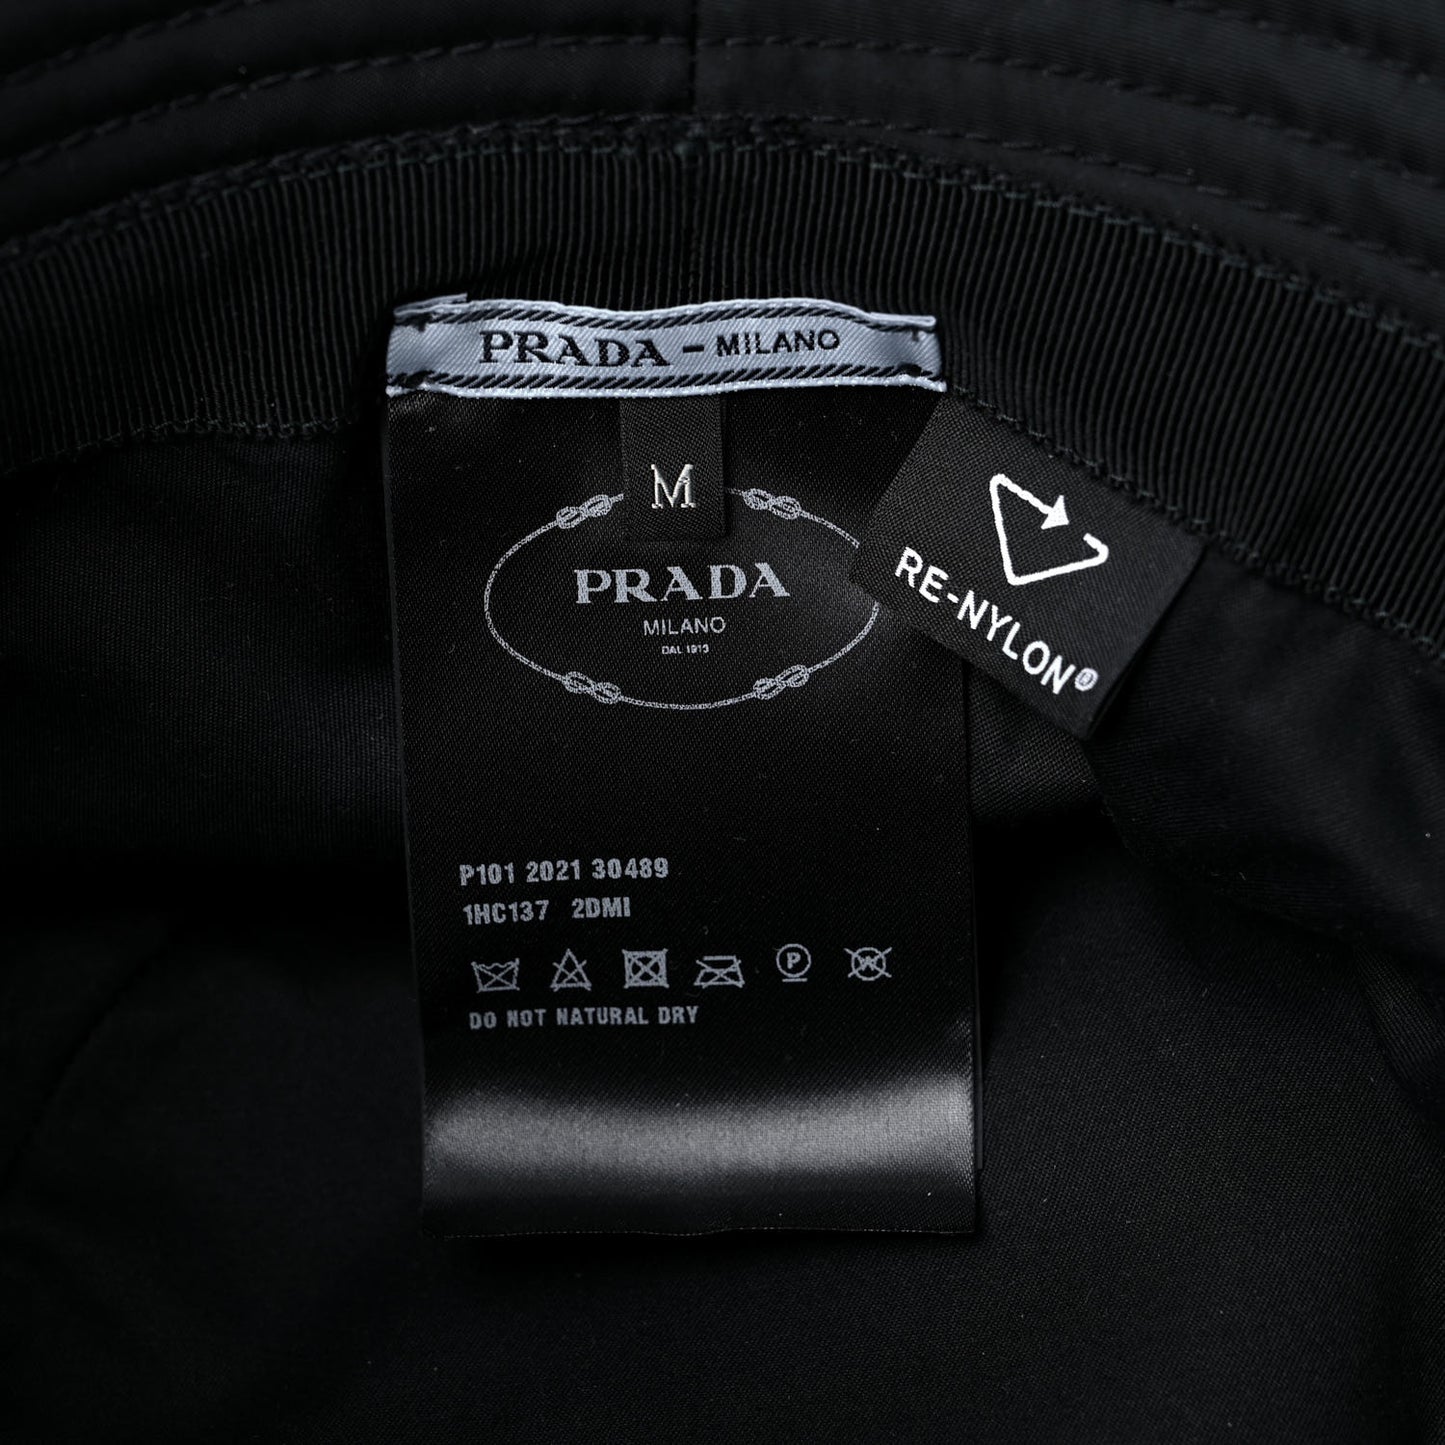 PRADA - MILANO
M
PRADA
MILANO
DAL 1913
RE-NYLON®
P101 2021 30489
1HC137 2DMI
P
W
DO NOT NATURAL DRY